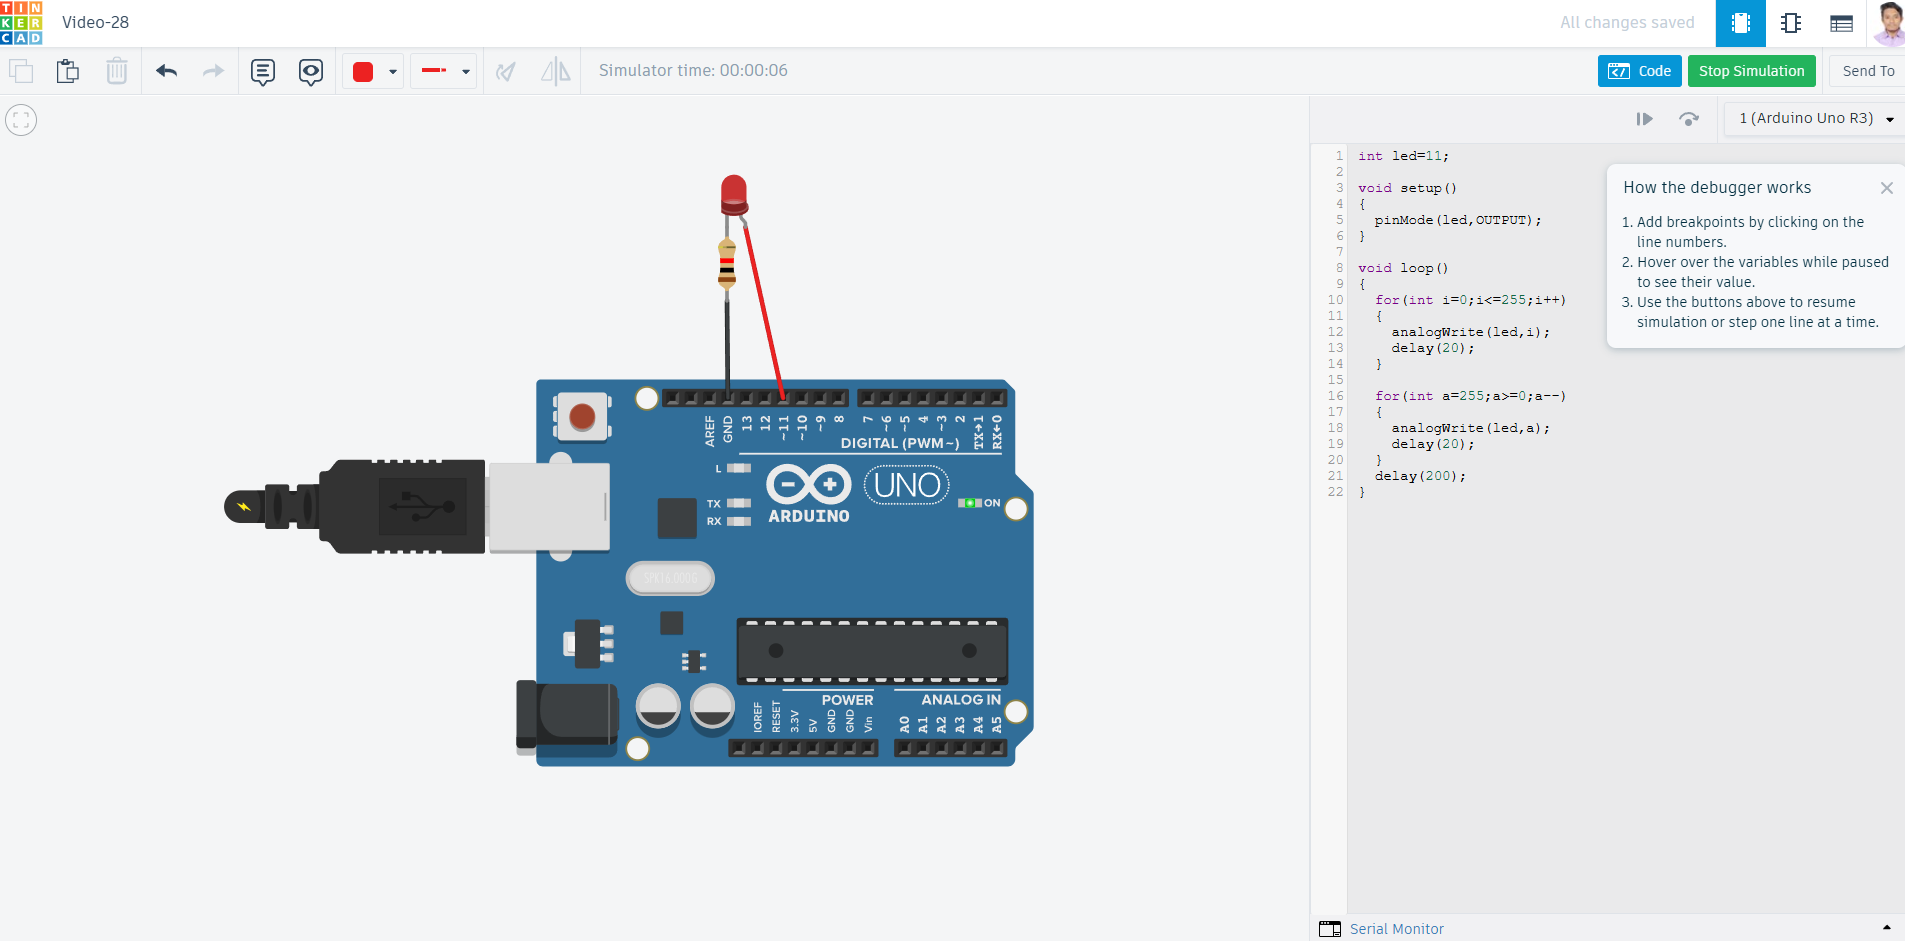 TIN
KER
CAD
Video-28
All changes saved
Simulator time: 00:00:06
Code
Stop Simulation
Send To
1 (Arduino Uno R3)
1 int led=11;
2
3 void setup()
4 {
5 pinMode(led,OUTPUT);
6 }
7
8 void loop()
9 {
10 for(int i=0;i<=255;i++)
11 {
12 analogWrite(led,i);
13 delay(20);
14 }
15
16 for(int a=255;a>=0;a--)
17 {
18 analogWrite(led,a);
19 delay(20);
20 }
21 delay(200);
22 }
How the debugger works
1. Add breakpoints by clicking on the
line numbers.
2. Hover over the variables while paused
to see their value.
3. Use the buttons above to resume
simulation or step one line at a time.
AREF
GND
13
12
~11
~10
~9
8
7
~6
~5
4
~3
2
TX→1
RX←0
DIGITAL (PWM~)
L
TX
RX
UNO
ARDUINO
ON
SPK16.000G
POWER
ANALOG IN
IOREF
RESET
3.3V
5V
GND
GND
Vin
A0
A1
A2
A3
A4
A5
Serial Monitor